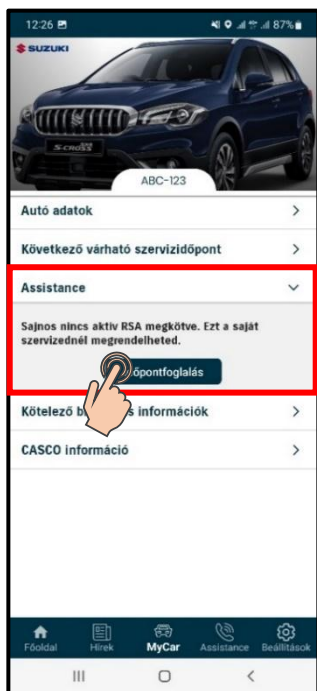 12:26 87%
SUZUKI
S-CROSS
ABC-123
Autó adatok
Következő várható szervizidőpont
Assistance
Sajnos nincs aktív RSA megkötve. Ezt a saját
szervizednél megrendelheted.
őpontfoglalás
Kötelező b s információk
CASCO információ
Főoldal Hírek MyCar Assistance Beállítások